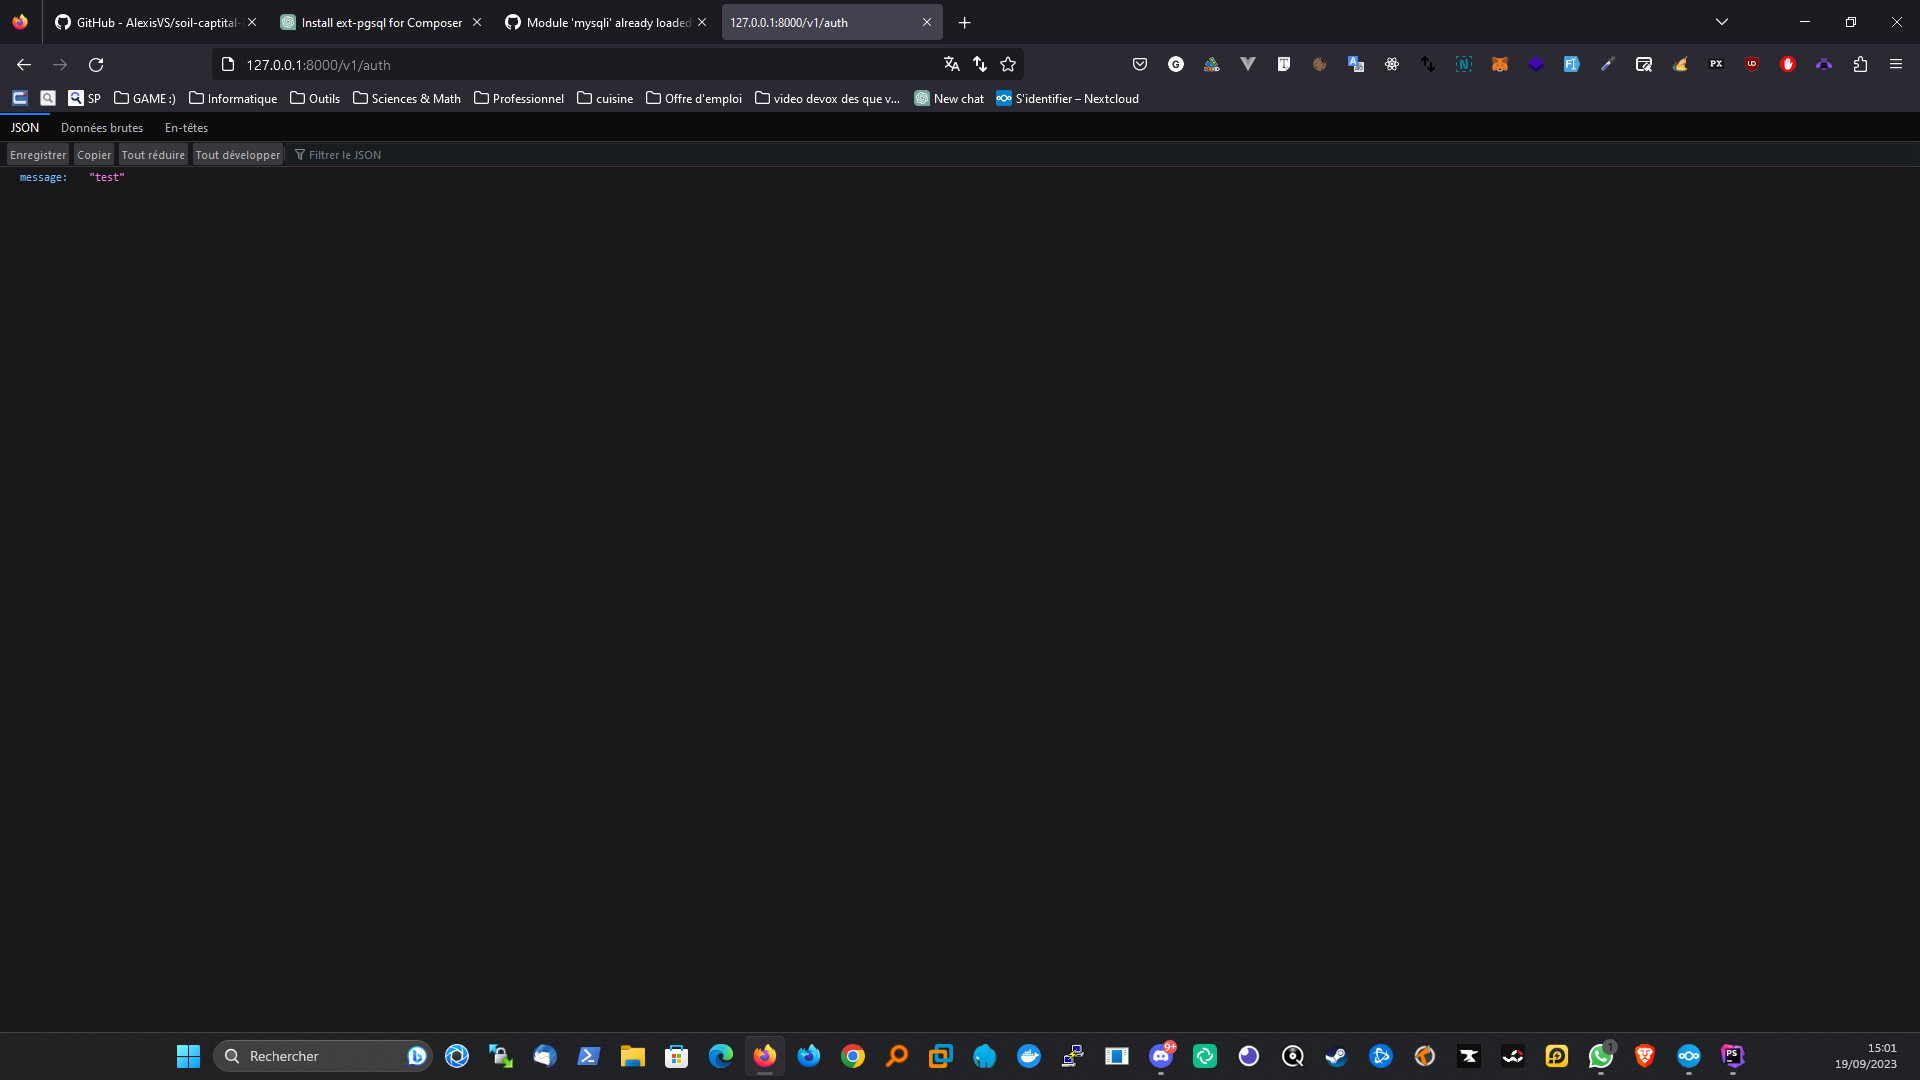 GitHub - AlexisVS/soil-captital-
Install ext-pgsql for Composer
Module 'mysqli' already loaded
127.0.0.1:8000/v1/auth
127.0.0.1:8000/v1/auth
SP
GAME :)
Informatique
Outils
Sciences & Math
Professionnel
cuisine
Offre d'emploi
video devox des que v...
New chat
S'identifier – Nextcloud
JSON
Données brutes
En-têtes
Enregistrer
Copier
Tout réduire
Tout développer
Filtrer le JSON
message: "test"
Rechercher
9+
1
15:01
19/09/2023